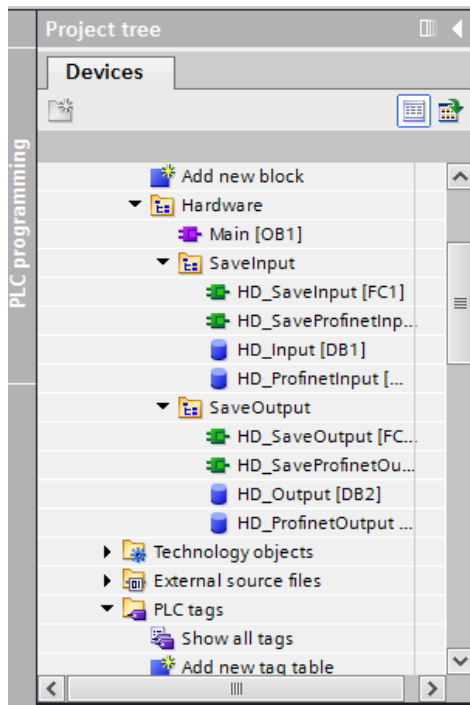 Project tree
Devices
PLC programming
Add new block
Hardware
Main [OB1]
SaveInput
HD_SaveInput [FC1]
HD_SaveProfinetInp...
HD_Input [DB1]
HD_ProfinetInput [...
SaveOutput
HD_SaveOutput [FC...
HD_SaveProfinetOu...
HD_Output [DB2]
HD_ProfinetOutput ...
Technology objects
External source files
PLC tags
Show all tags
Add new tag table